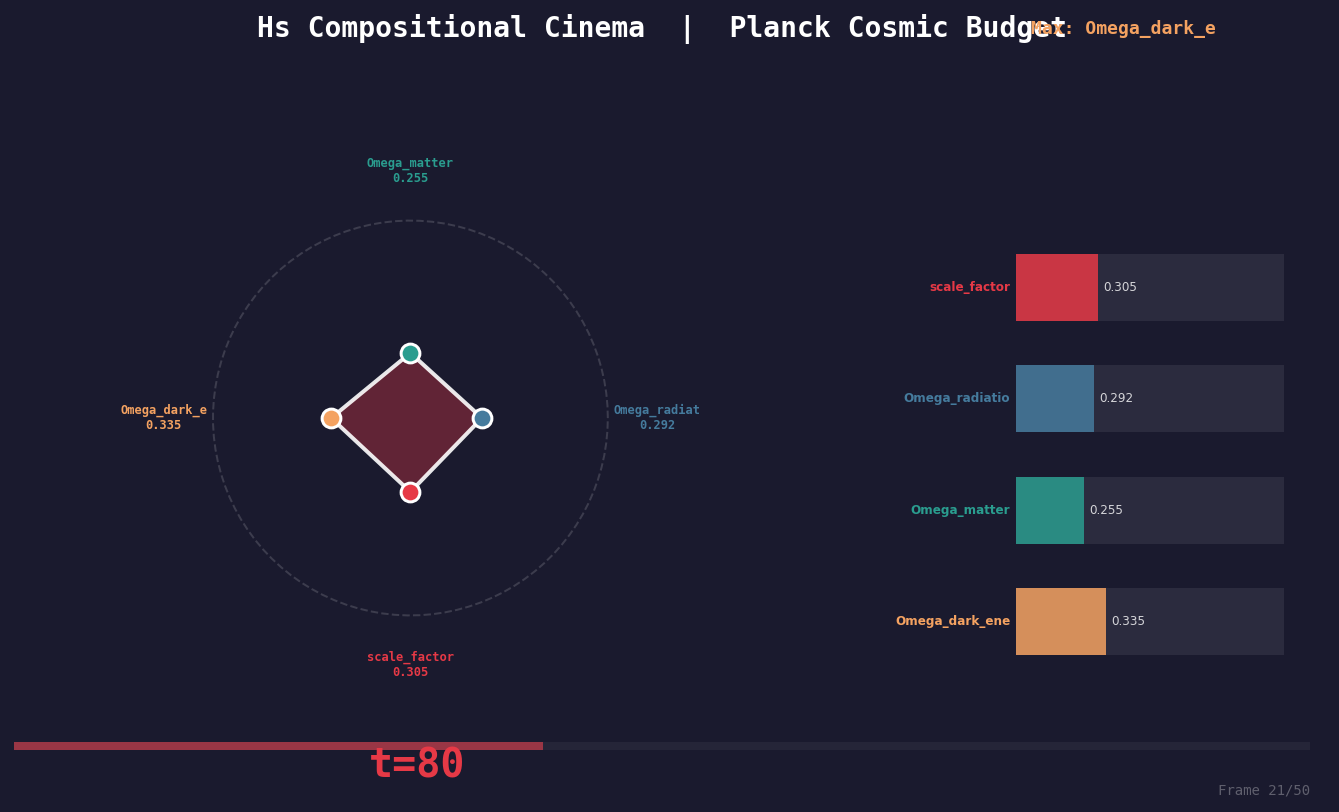 Hs Compositional Cinema | Planck Cosmic Budget
Max: Omega_dark_e
Omega_matter
0.255
Omega_dark_e
0.335
Omega_radiat
0.292
scale_factor
0.305
scale_factor 0.305
Omega_radiatio 0.292
Omega_matter 0.255
Omega_dark_ene 0.335
t=80
Frame 21/50